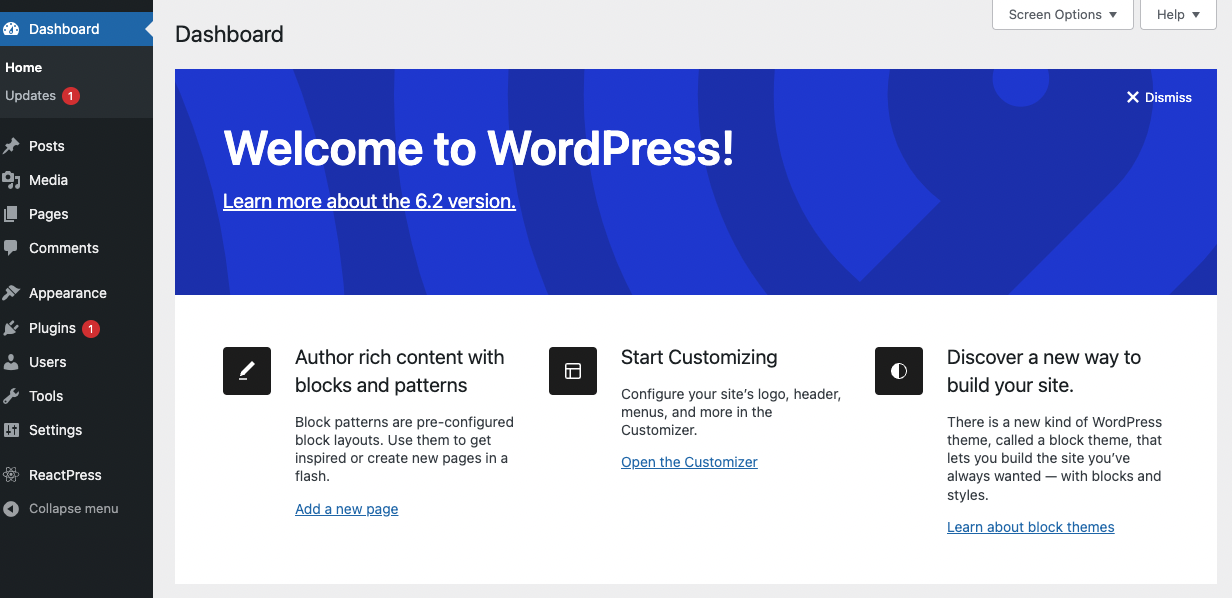 Dashboard
Home
Updates 1
Posts
Media
Pages
Comments
Appearance
Plugins 1
Users
Tools
Settings
ReactPress
Collapse menu
Screen Options
Help
Dashboard
Dismiss
Welcome to WordPress!
Learn more about the 6.2 version.
Author rich content with
blocks and patterns
Block patterns are pre-configured
block layouts. Use them to get
inspired or create new pages in a
flash.
Add a new page
Start Customizing
Configure your site’s logo, header,
menus, and more in the
Customizer.
Open the Customizer
Discover a new way to
build your site.
There is a new kind of WordPress
theme, called a block theme, that
lets you build the site you’ve
always wanted — with blocks and
styles.
Learn about block themes